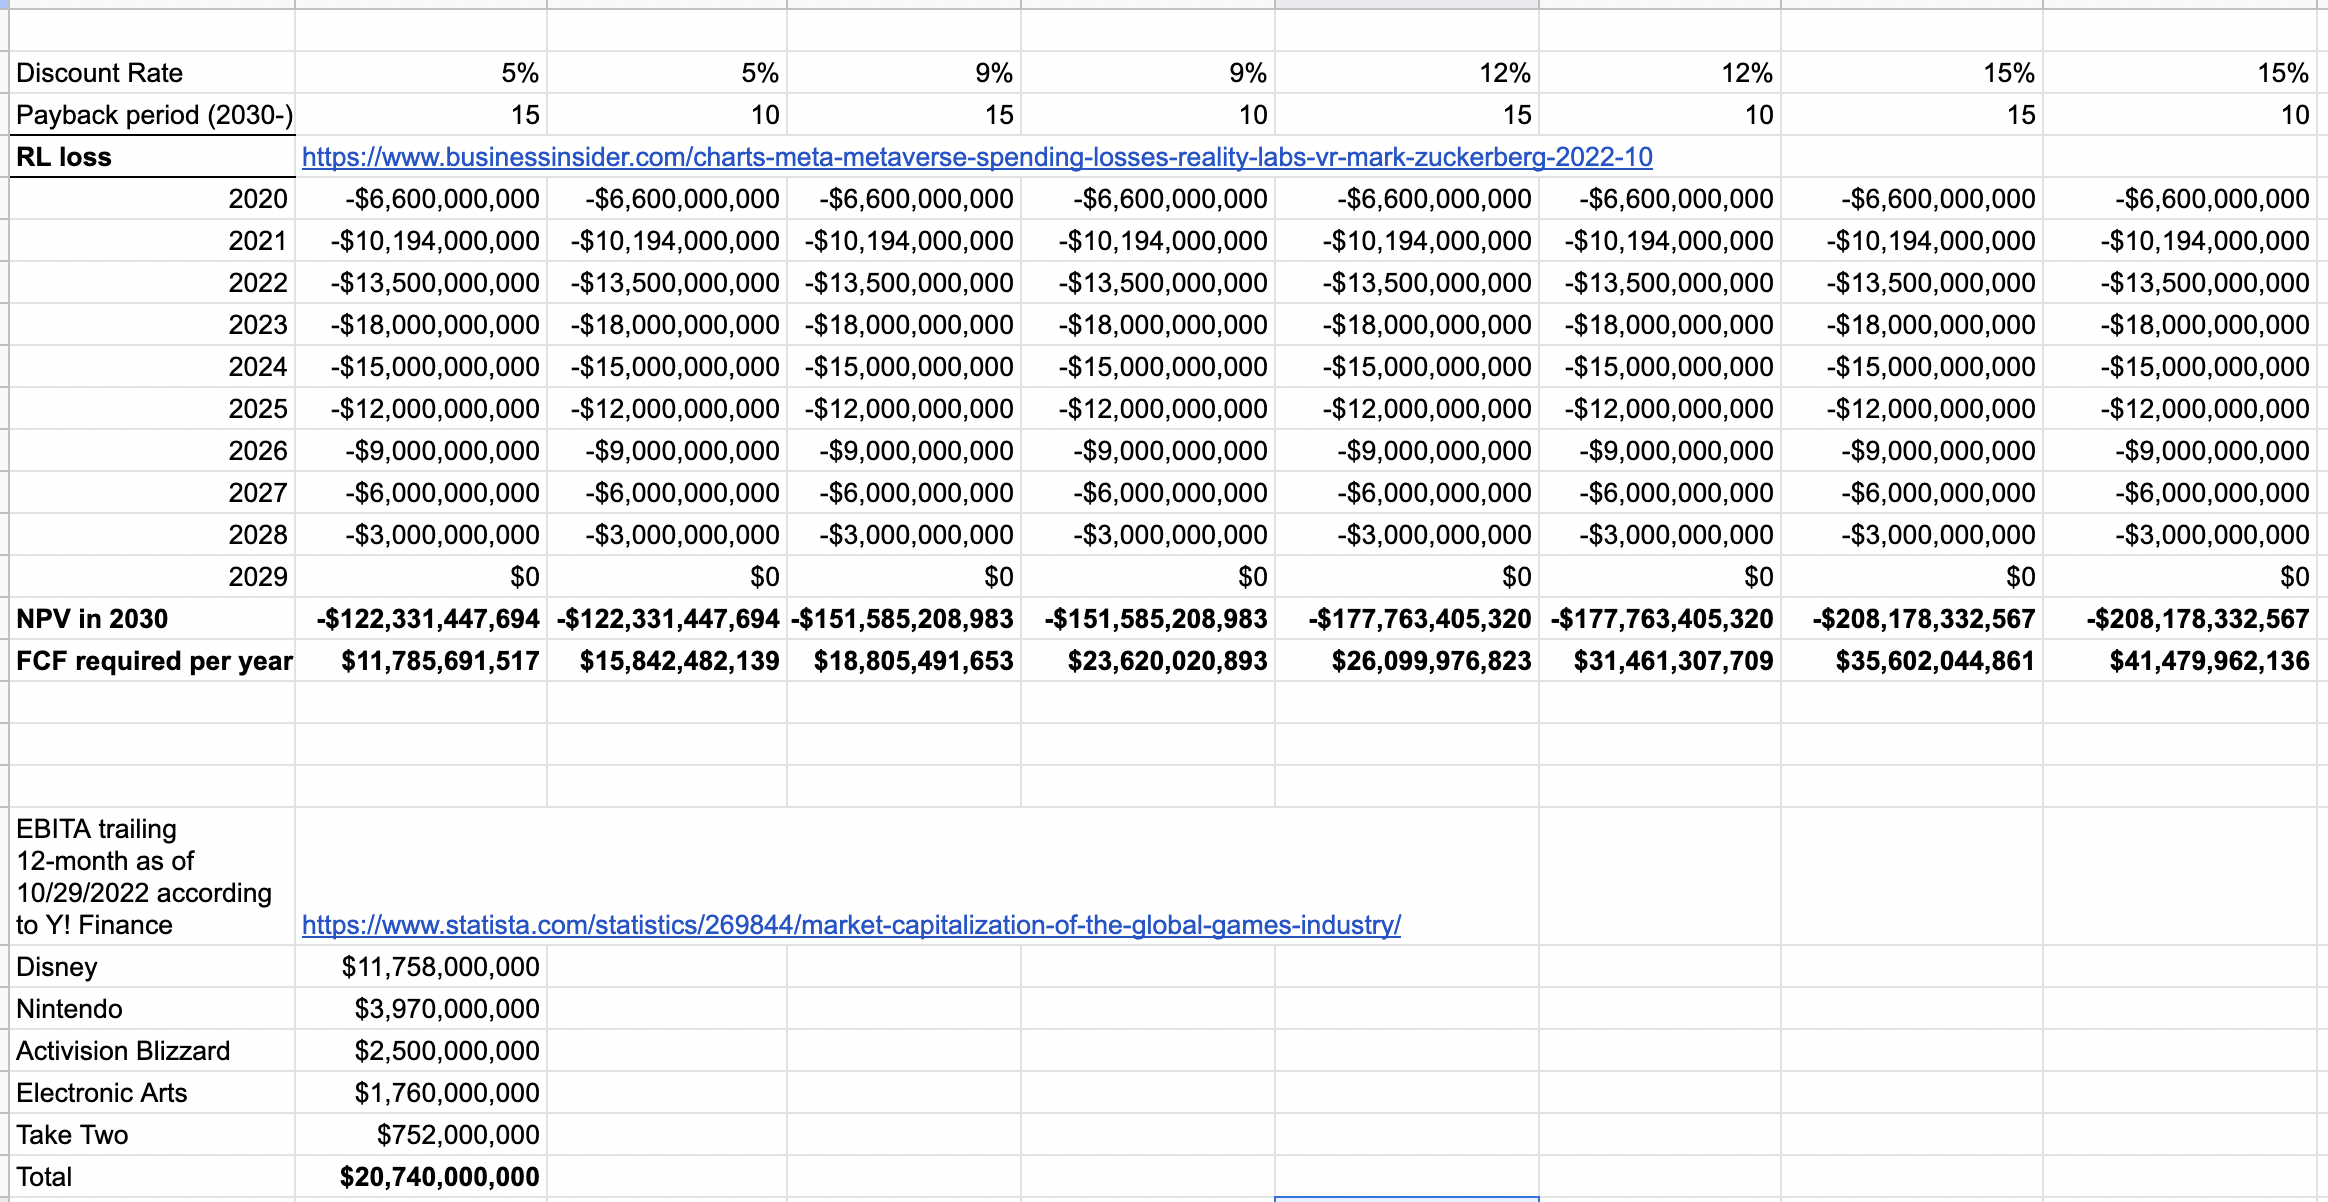 Discount Rate 5% 5% 9% 9% 12% 12% 15% 15%
Payback period (2030-) 15 10 15 10 15 10 15 10
RL loss https://www.businessinsider.com/charts-meta-metaverse-spending-losses-reality-labs-vr-mark-zuckerberg-2022-10
2020 -$6,600,000,000 -$6,600,000,000 -$6,600,000,000 -$6,600,000,000 -$6,600,000,000 -$6,600,000,000 -$6,600,000,000 -$6,600,000,000
2021 -$10,194,000,000 -$10,194,000,000 -$10,194,000,000 -$10,194,000,000 -$10,194,000,000 -$10,194,000,000 -$10,194,000,000 -$10,194,000,000
2022 -$13,500,000,000 -$13,500,000,000 -$13,500,000,000 -$13,500,000,000 -$13,500,000,000 -$13,500,000,000 -$13,500,000,000 -$13,500,000,000
2023 -$18,000,000,000 -$18,000,000,000 -$18,000,000,000 -$18,000,000,000 -$18,000,000,000 -$18,000,000,000 -$18,000,000,000 -$18,000,000,000
2024 -$15,000,000,000 -$15,000,000,000 -$15,000,000,000 -$15,000,000,000 -$15,000,000,000 -$15,000,000,000 -$15,000,000,000 -$15,000,000,000
2025 -$12,000,000,000 -$12,000,000,000 -$12,000,000,000 -$12,000,000,000 -$12,000,000,000 -$12,000,000,000 -$12,000,000,000 -$12,000,000,000
2026 -$9,000,000,000 -$9,000,000,000 -$9,000,000,000 -$9,000,000,000 -$9,000,000,000 -$9,000,000,000 -$9,000,000,000 -$9,000,000,000
2027 -$6,000,000,000 -$6,000,000,000 -$6,000,000,000 -$6,000,000,000 -$6,000,000,000 -$6,000,000,000 -$6,000,000,000 -$6,000,000,000
2028 -$3,000,000,000 -$3,000,000,000 -$3,000,000,000 -$3,000,000,000 -$3,000,000,000 -$3,000,000,000 -$3,000,000,000 -$3,000,000,000
2029 $0 $0 $0 $0 $0 $0 $0 $0
NPV in 2030 -$122,331,447,694 -$122,331,447,694 -$151,585,208,983 -$151,585,208,983 -$177,763,405,320 -$177,763,405,320 -$208,178,332,567 -$208,178,332,567
FCF required per year $11,785,691,517 $15,842,482,139 $18,805,491,653 $23,620,020,893 $26,099,976,823 $31,461,307,709 $35,602,044,861 $41,479,962,136
EBITA trailing
12-month as of
10/29/2022 according
to Y! Finance https://www.statista.com/statistics/269844/market-capitalization-of-the-global-games-industry/
Disney $11,758,000,000
Nintendo $3,970,000,000
Activision Blizzard $2,500,000,000
Electronic Arts $1,760,000,000
Take Two $752,000,000
Total $20,740,000,000